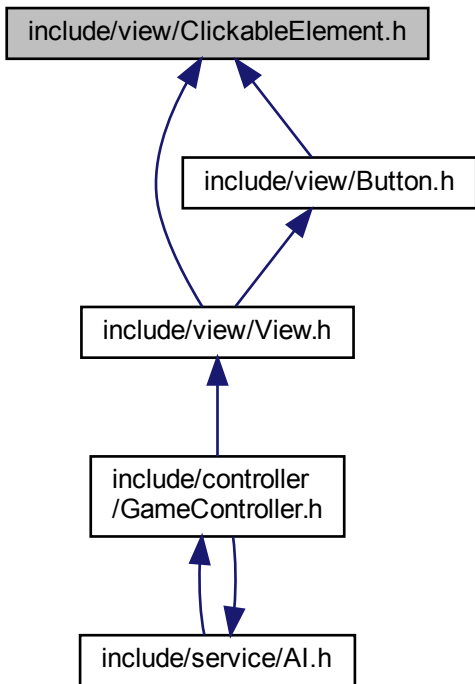 include/view/ClickableElement.h
include/view/Button.h
include/view/View.h
include/controller
/GameController.h
include/service/AI.h